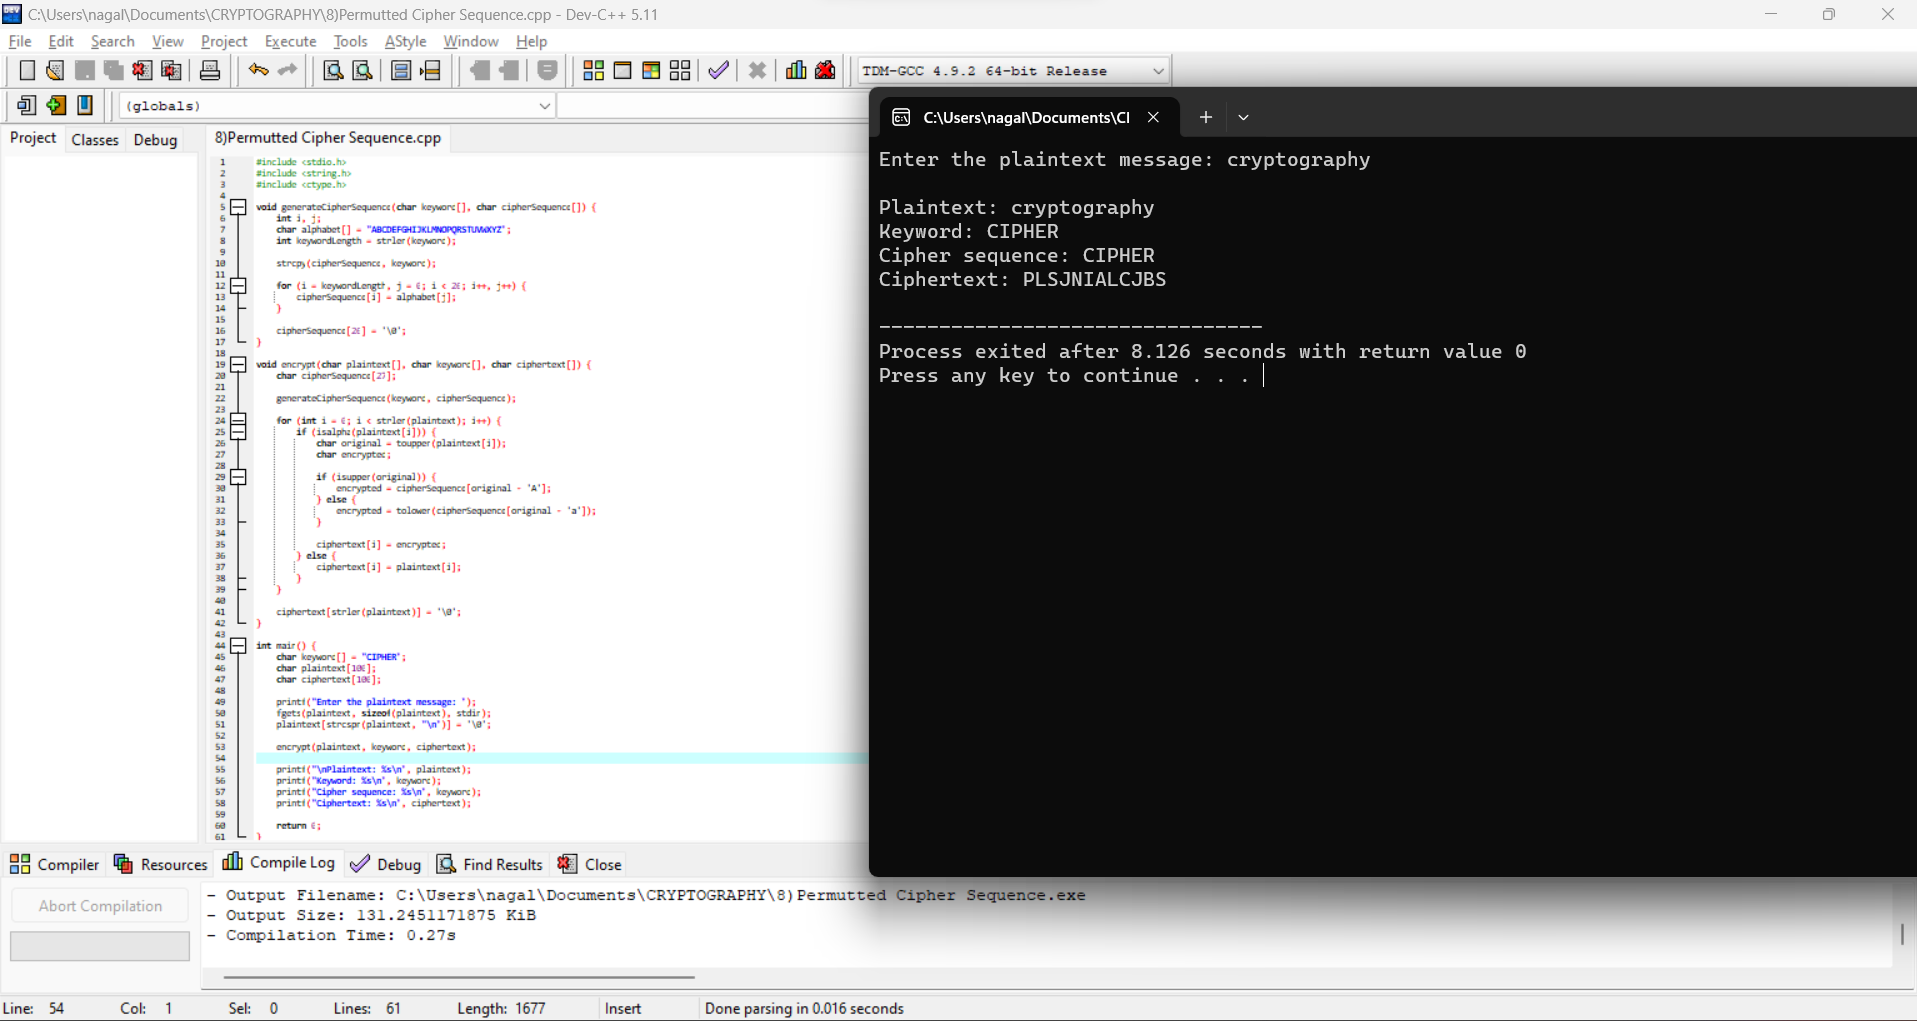 C:\Users\nagal\Documents\CRYPTOGRAPHY\8)Permutted Cipher Sequence.cpp - Dev-C++ 5.11
File Edit Search View Project Execute Tools AStyle Window Help
TDM-GCC 4.9.2 64-bit Release
(globals)
Project Classes Debug
8)Permutted Cipher Sequence.cpp
1 #include <stdio.h>
2 #include <string.h>
3 #include <ctype.h>
4
5 void generateCipherSequence(char keyword[], char cipherSequence[]) {
6 int i, j;
7 char alphabet[] = "ABCDEFGHIJKLMNOPQRSTUVWXYZ";
8 int keywordLength = strlen(keyword);
9
10 strcpy(cipherSequence, keyword);
11
12 for (i = keywordLength, j = 0; i < 26; i++, j++) {
13 cipherSequence[i] = alphabet[j];
14 }
15
16 cipherSequence[26] = '\0';
17 }
18
19 void encrypt(char plaintext[], char keyword[], char ciphertext[]) {
20 char cipherSequence[27];
21
22 generateCipherSequence(keyword, cipherSequence);
23
24 for (int i = 0; i < strlen(plaintext); i++) {
25 if (isalpha(plaintext[i])) {
26 char original = toupper(plaintext[i]);
27 char encrypted;
28
29 if (isupper(original)) {
30 encrypted = cipherSequence[original - 'A'];
31 } else {
32 encrypted = tolower(cipherSequence[original - 'a']);
33 }
34
35 ciphertext[i] = encrypted;
36 } else {
37 ciphertext[i] = plaintext[i];
38 }
39 }
40
41 ciphertext[strlen(plaintext)] = '\0';
42 }
43
44 int main() {
45 char keyword[] = "CIPHER";
46 char plaintext[100];
47 char ciphertext[100];
48
49 printf("Enter the plaintext message: ");
50 fgets(plaintext, sizeof(plaintext), stdin);
51 plaintext[strcspn(plaintext, "\n")] = '\0';
52
53 encrypt(plaintext, keyword, ciphertext);
54
55 printf("\nPlaintext: %s\n", plaintext);
56 printf("Keyword: %s\n", keyword);
57 printf("Cipher sequence: %s\n", keyword);
58 printf("Ciphertext: %s\n", ciphertext);
59
60 return 0;
61 }
C:\Users\nagal\Documents\CI
Enter the plaintext message: cryptography
Plaintext: cryptography
Keyword: CIPHER
Cipher sequence: CIPHER
Ciphertext: PLSJNIALCJBS
--------------------------------
Process exited after 8.126 seconds with return value 0
Press any key to continue . . .
Compiler Resources Compile Log Debug Find Results Close
Abort Compilation
- Output Filename: C:\Users\nagal\Documents\CRYPTOGRAPHY\8)Permutted Cipher Sequence.exe
- Output Size: 131.2451171875 KiB
- Compilation Time: 0.27s
Line: 54 Col: 1 Sel: 0 Lines: 61 Length: 1677 Insert Done parsing in 0.016 seconds